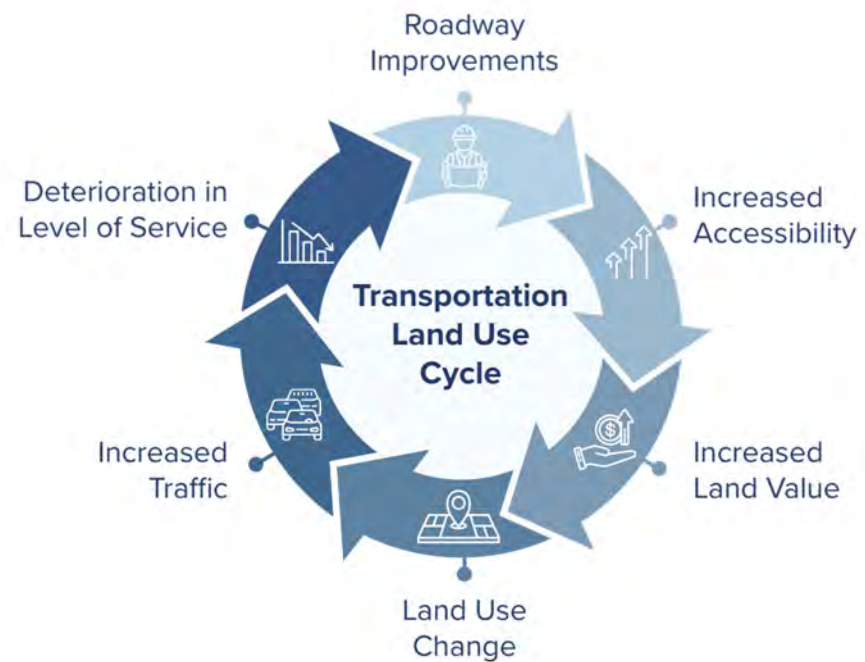 Roadway
Improvements
Increased
Accessibility
Increased
Land Value
Land Use
Change
Increased
Traffic
Deterioration in
Level of Service
Transportation
Land Use
Cycle
$